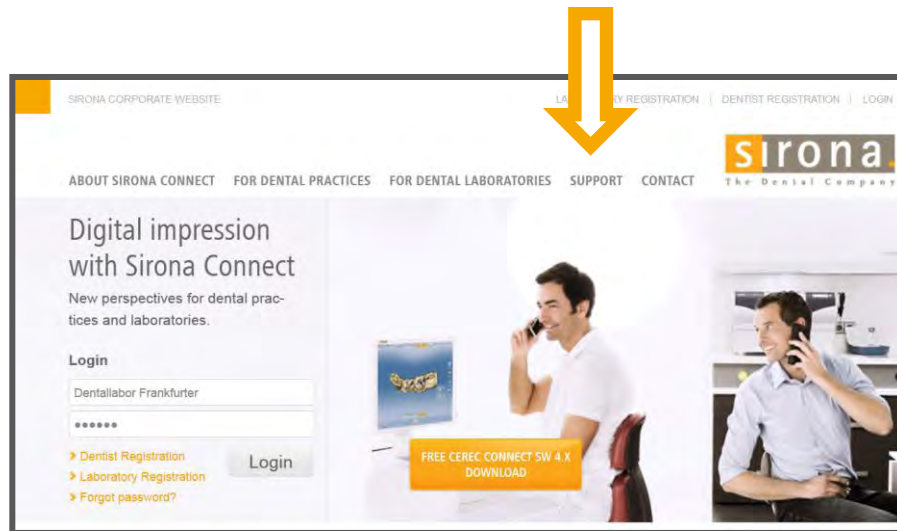 SIRONA CORPORATE WEBSITE
LABORATORY REGISTRATION | DENTIST REGISTRATION | LOGIN
sirona.
The Dental Company
ABOUT SIRONA CONNECT FOR DENTAL PRACTICES FOR DENTAL LABORATORIES SUPPORT CONTACT
Digital impression
with Sirona Connect
New perspectives for dental prac-
tices and laboratories.
Login
Dentallabor Frankfurter
••••••
> Dentist Registration
> Laboratory Registration
> Forgot password?
Login
FREE CEREC CONNECT SW 4.X
DOWNLOAD